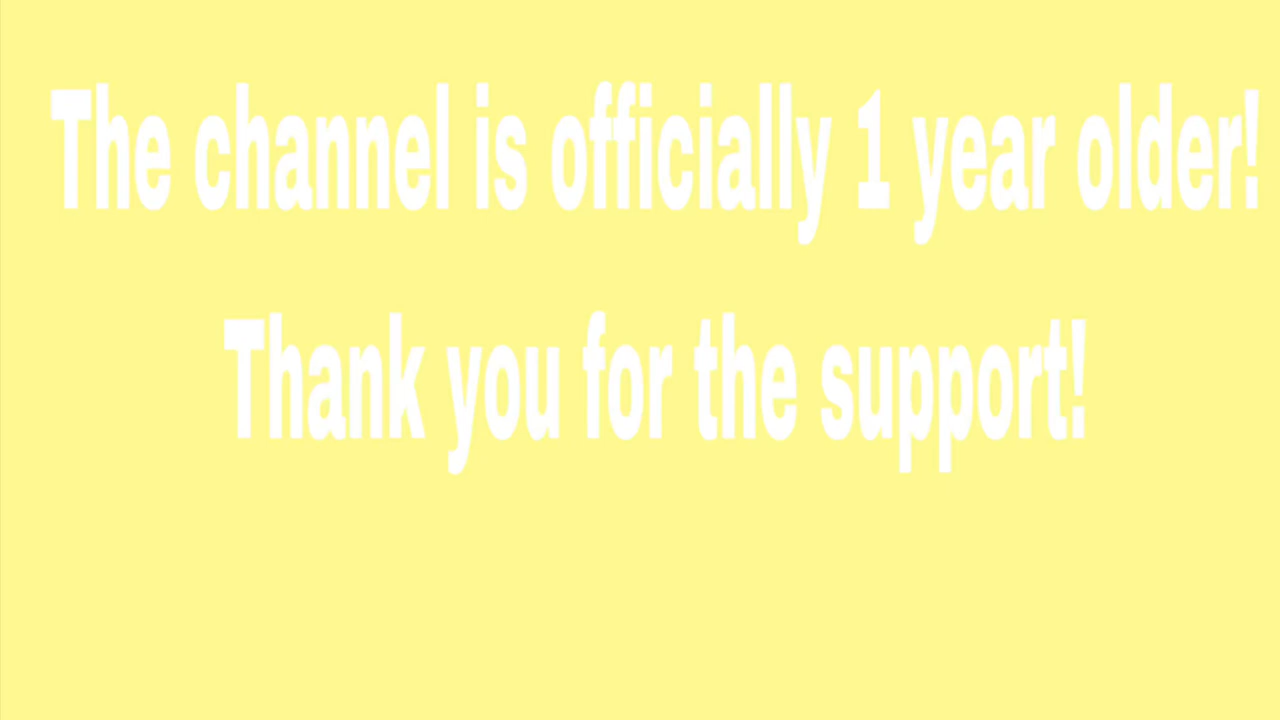 The channel is officially 1 year older!
Thank you for the support!